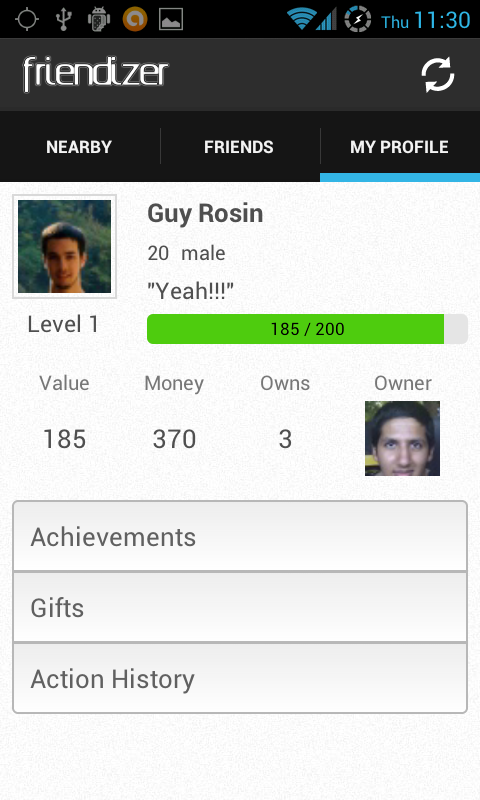 Thu 11:30
friendizer
NEARBY FRIENDS MY PROFILE
Guy Rosin
20 male
"Yeah!!!"
Level 1
185 / 200
Value Money Owns Owner
185 370 3
Achievements
Gifts
Action History